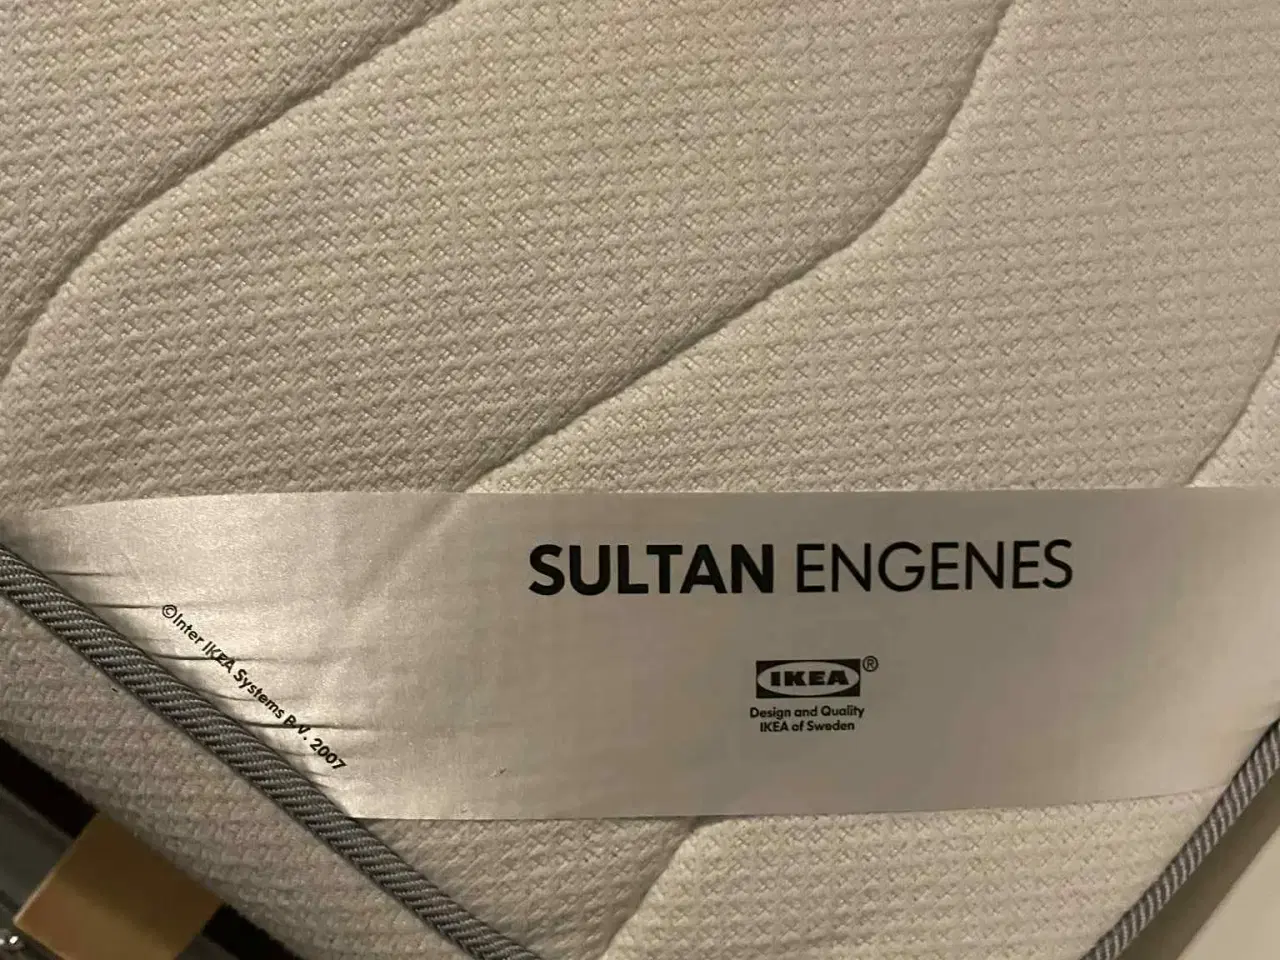 SULTAN ENGENES
©Inter IKEA Systems B.V. 2007
IKEA®
Design and Quality
IKEA of Sweden